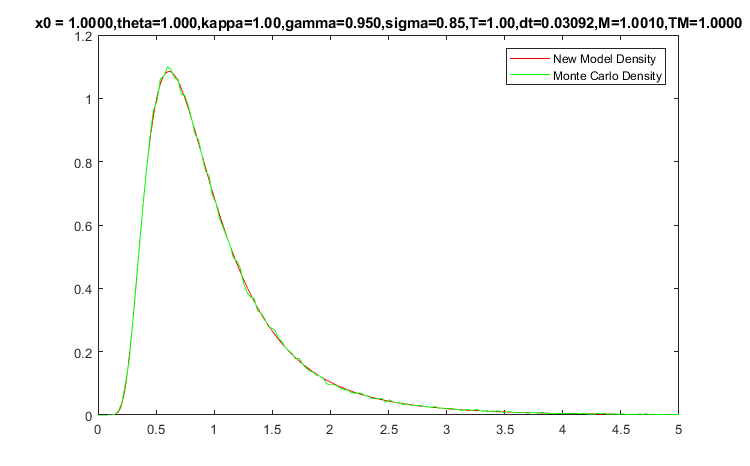 x0 = 1.0000,theta=1.000,kappa=1.00,gamma=0.950,sigma=0.85,T=1.00,dt=0.03092,M=1.0010,TM=1.0000
New Model Density
Monte Carlo Density
1.2
1
0.8
0.6
0.4
0.2
0
0 0.5 1 1.5 2 2.5 3 3.5 4 4.5 5